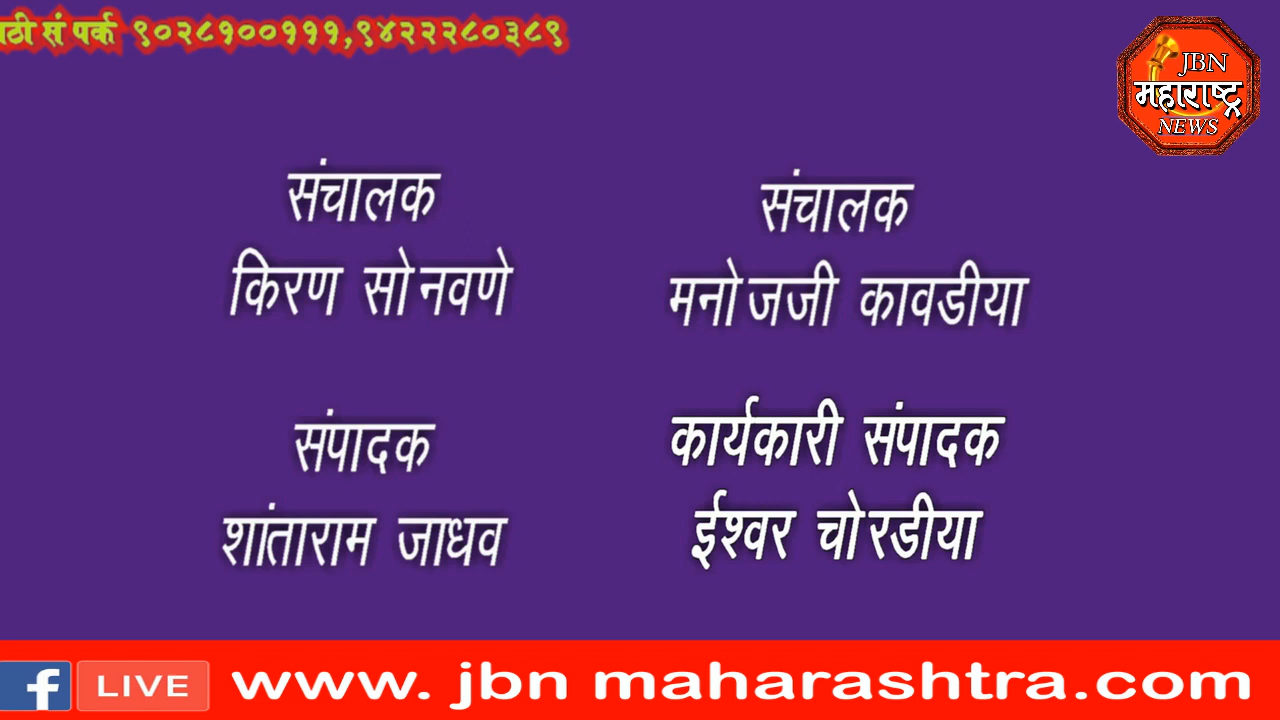 ठी संपर्क ९०२८१००१११,९४२२२८०३८९
JBN
महाराष्ट्र
NEWS
संचालक
किरण सोनवणे
संचालक
मनोजजी कावडीया
संपादक
शांताराम जाधव
कार्यकारी संपादक
ईश्वर चोरडीया
f LIVE www. jbn maharashtra.com